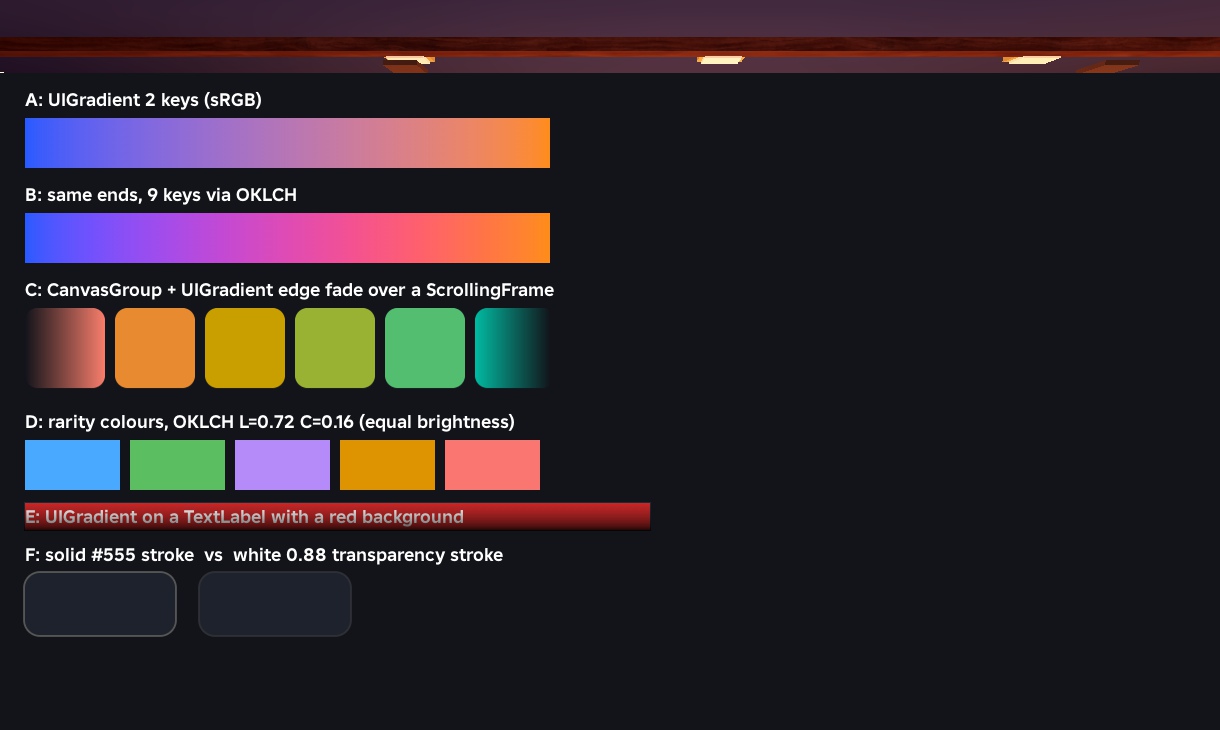 A: UIGradient 2 keys (sRGB)
B: same ends, 9 keys via OKLCH
C: CanvasGroup + UIGradient edge fade over a ScrollingFrame
D: rarity colours, OKLCH L=0.72 C=0.16 (equal brightness)
E: UIGradient on a TextLabel with a red background
F: solid #555 stroke  vs  white 0.88 transparency stroke